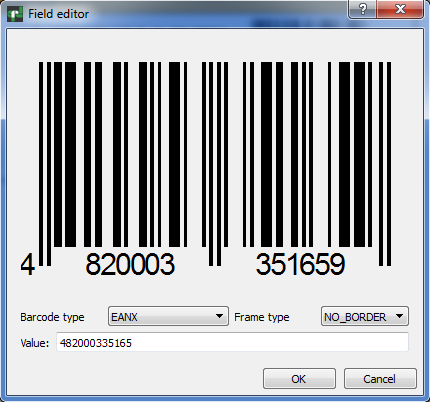 Field editor
4 820003 351659
Barcode type EANX Frame type NO_BORDER
Value: 482000335165
OK Cancel